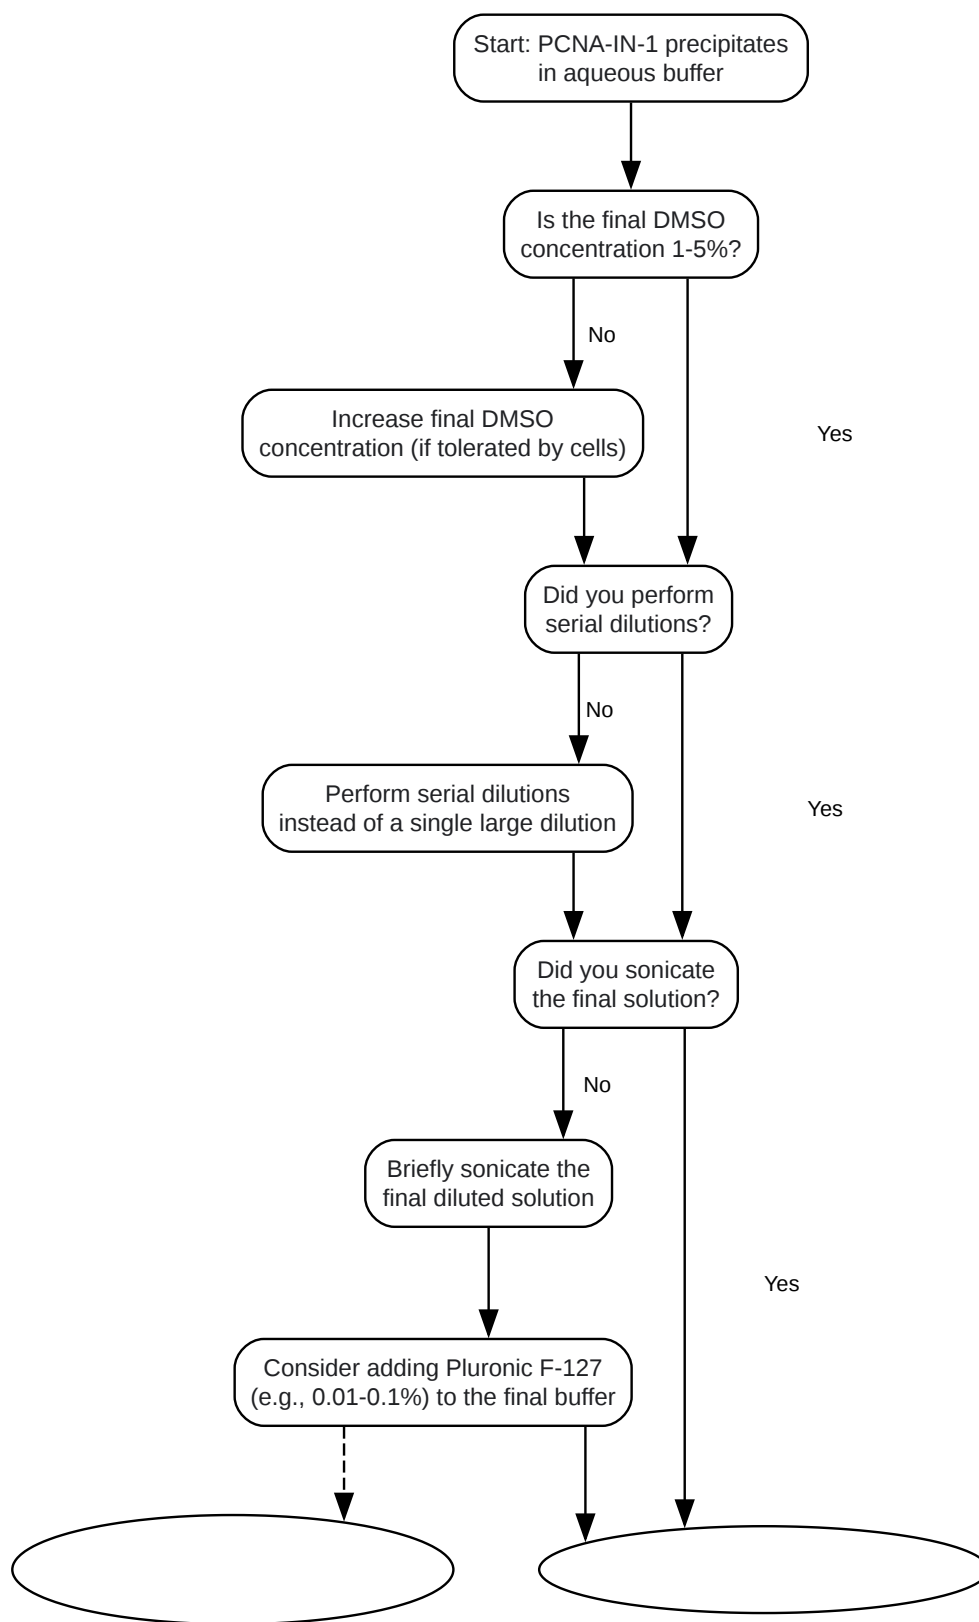 Start: PCNA-IN-1 precipitates
in aqueous buffer
Is the final DMSO
concentration 1-5%?
No
Increase final DMSO
concentration (if tolerated by cells)
Yes
Did you perform
serial dilutions?
No
Perform serial dilutions
instead of a single large dilution
Yes
Did you sonicate
the final solution?
No
Briefly sonicate the
final diluted solution
Yes
Consider adding Pluronic F-127
(e.g., 0.01-0.1%) to the final buffer